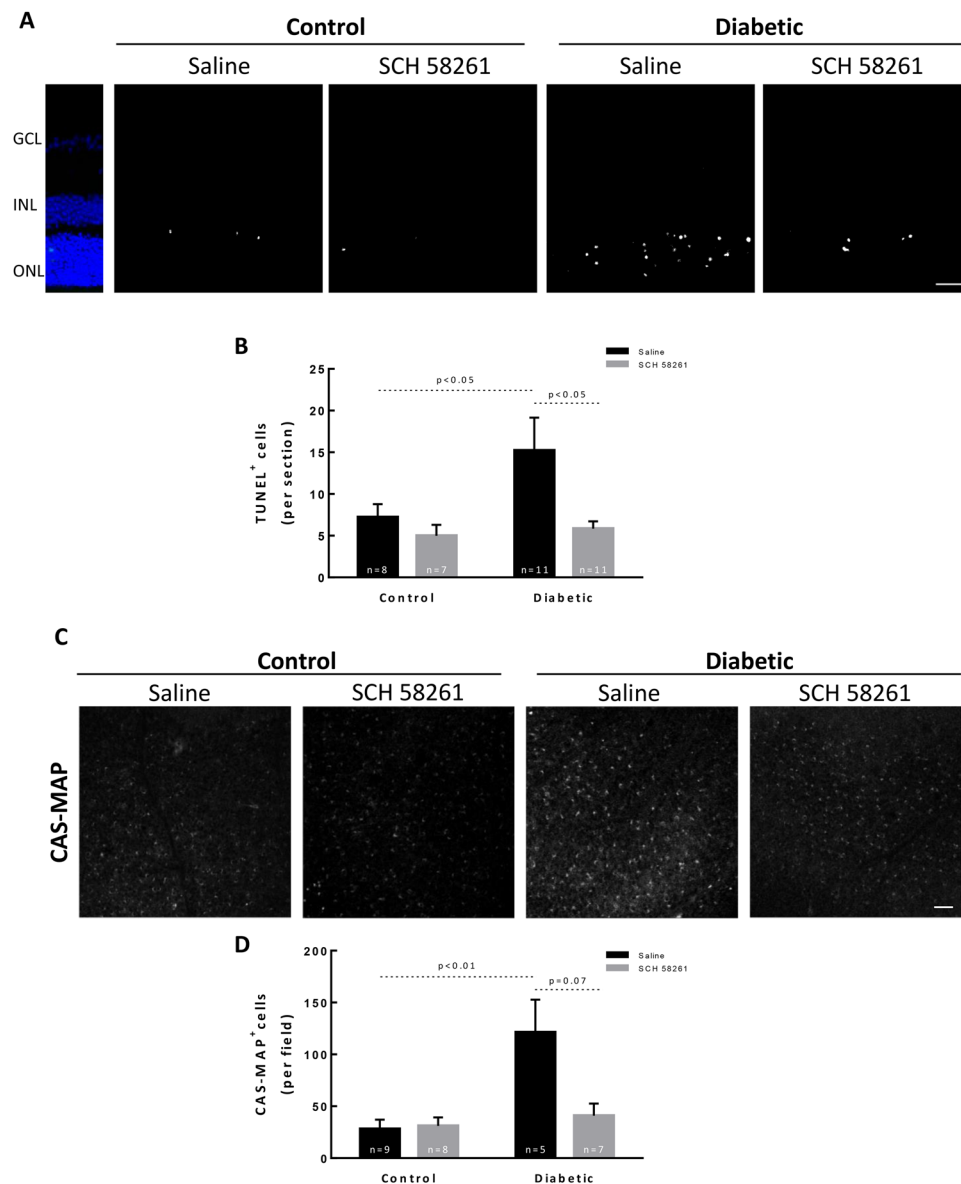 A
Control Diabetic
Saline SCH 58261 Saline SCH 58261
GCL
INL
ONL
B
Saline
SCH 58261
25
20
15
10
5
0
TUNEL+ cells
(per section)
p<0.05
p<0.05
n=8 n=7 n=11 n=11
Control Diabetic
C
Control Diabetic
Saline SCH 58261 Saline SCH 58261
CAS-MAP
D
Saline
SCH 58261
200
150
100
50
0
CAS-MAP+cells
(per field)
p<0.01
p=0.07
n=9 n=8 n=5 n=7
Control Diabetic